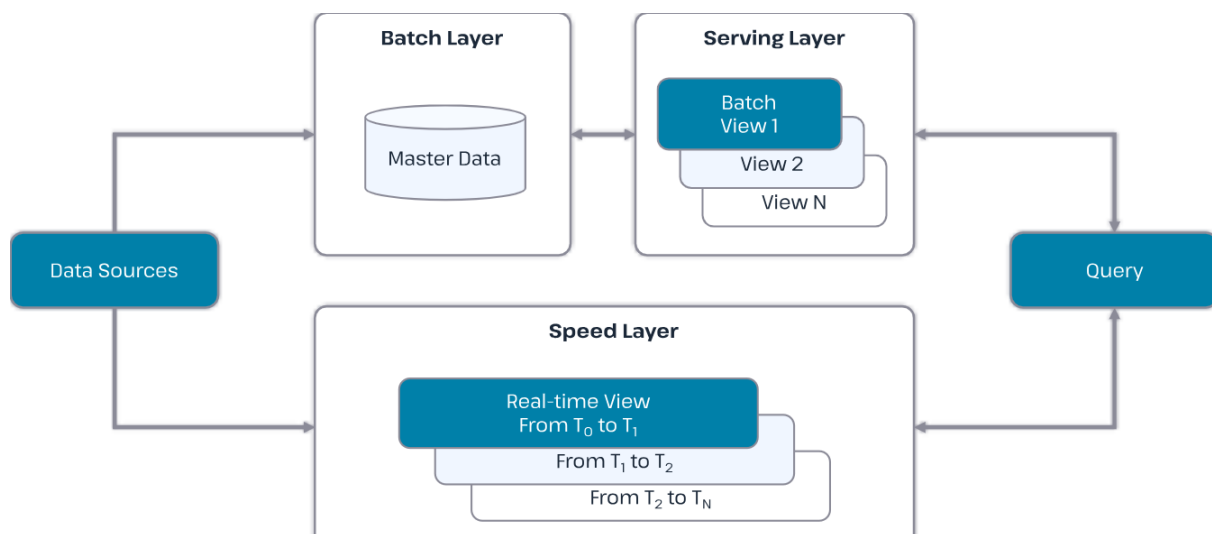 Batch Layer
Master Data
Serving Layer
Batch
View 1
View 2
View N
Data Sources
Query
Speed Layer
Real-time View
From T₀ to T₁
From T₁ to T₂
From T₂ to T_N